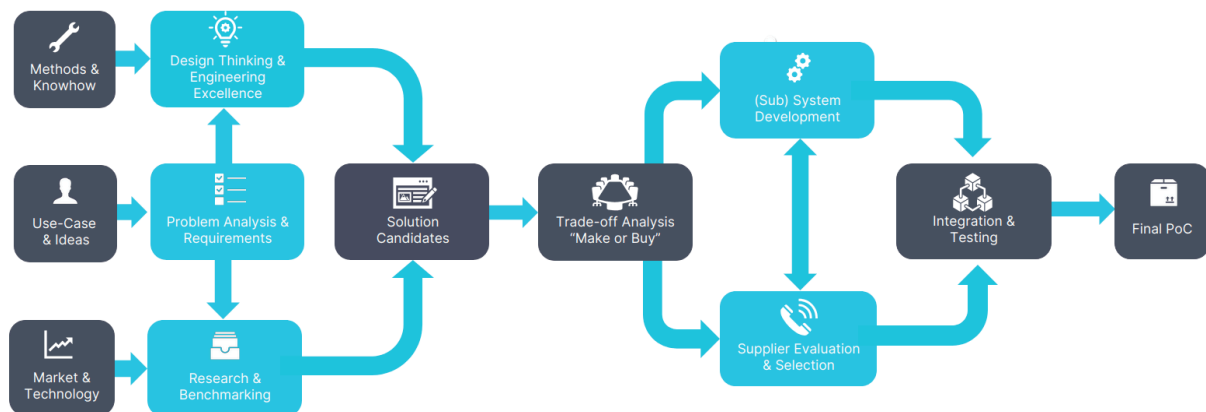 Methods &
Knowhow
Design Thinking &
Engineering
Excellence
Use-Case
& Ideas
Problem Analysis &
Requirements
Market &
Technology
Research &
Benchmarking
Solution
Candidates
Trade-off Analysis
“Make or Buy”
(Sub) System
Development
Supplier Evaluation
& Selection
Integration &
Testing
Final PoC